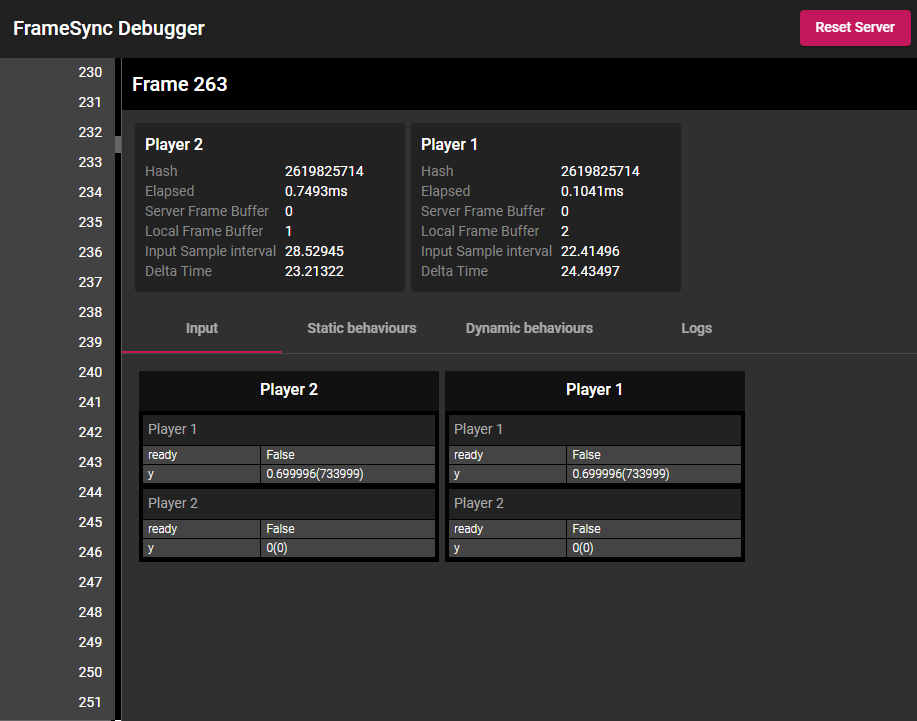 FrameSync Debugger
Reset Server
230
231
232
233
234
235
236
237
238
239
240
241
242
243
244
245
246
247
248
249
250
251
Frame 263
Player 2
Hash 2619825714
Elapsed 0.7493ms
Server Frame Buffer 0
Local Frame Buffer 1
Input Sample interval 28.52945
Delta Time 23.21322
Player 1
Hash 2619825714
Elapsed 0.1041ms
Server Frame Buffer 0
Local Frame Buffer 2
Input Sample interval 22.41496
Delta Time 24.43497
Input Static behaviours Dynamic behaviours Logs
Player 2
Player 1
ready False
y 0.699996(733999)
Player 2
ready False
y 0(0)
Player 1
Player 1
ready False
y 0.699996(733999)
Player 2
ready False
y 0(0)